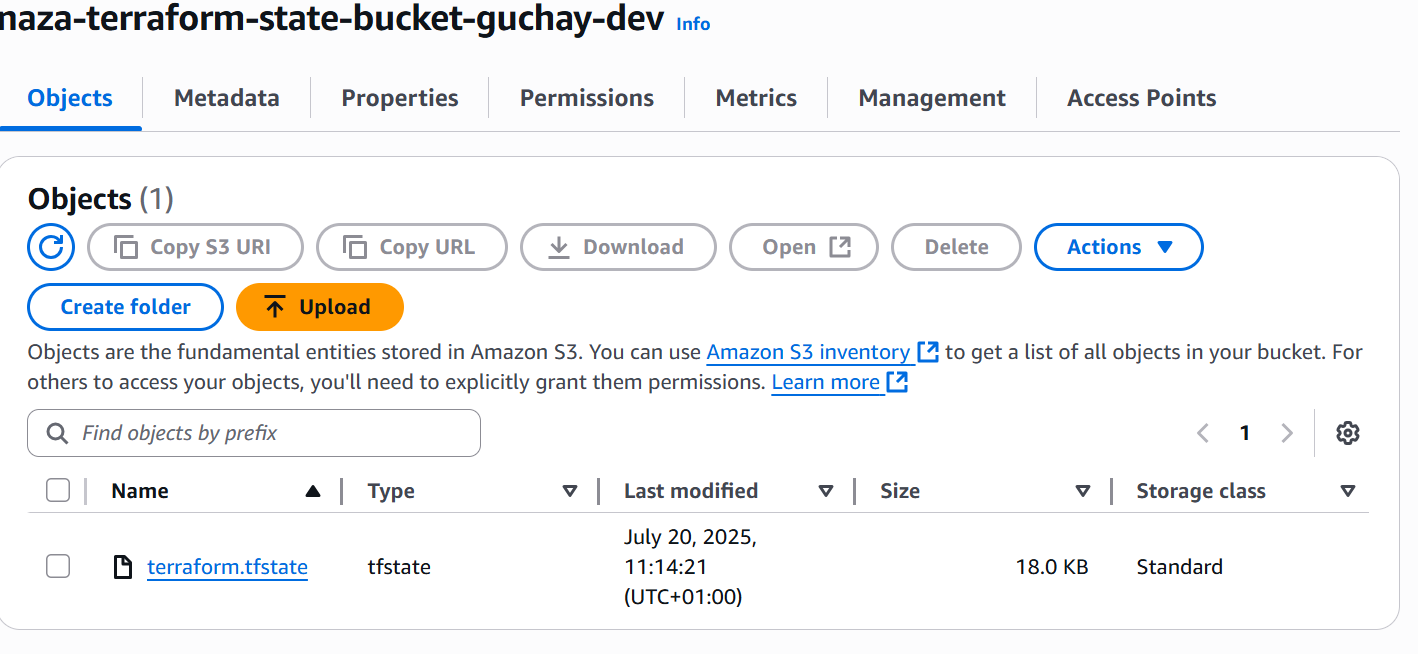 naza-terraform-state-bucket-guchay-dev Info
Objects Metadata Properties Permissions Metrics Management Access Points
Objects (1)
Copy S3 URI Copy URL Download Open Delete Actions
Create folder Upload
Objects are the fundamental entities stored in Amazon S3. You can use Amazon S3 inventory to get a list of all objects in your bucket. For
others to access your objects, you'll need to explicitly grant them permissions. Learn more
Find objects by prefix
1
Name Type Last modified Size Storage class
terraform.tfstate tfstate July 20, 2025, 11:14:21 (UTC+01:00) 18.0 KB Standard